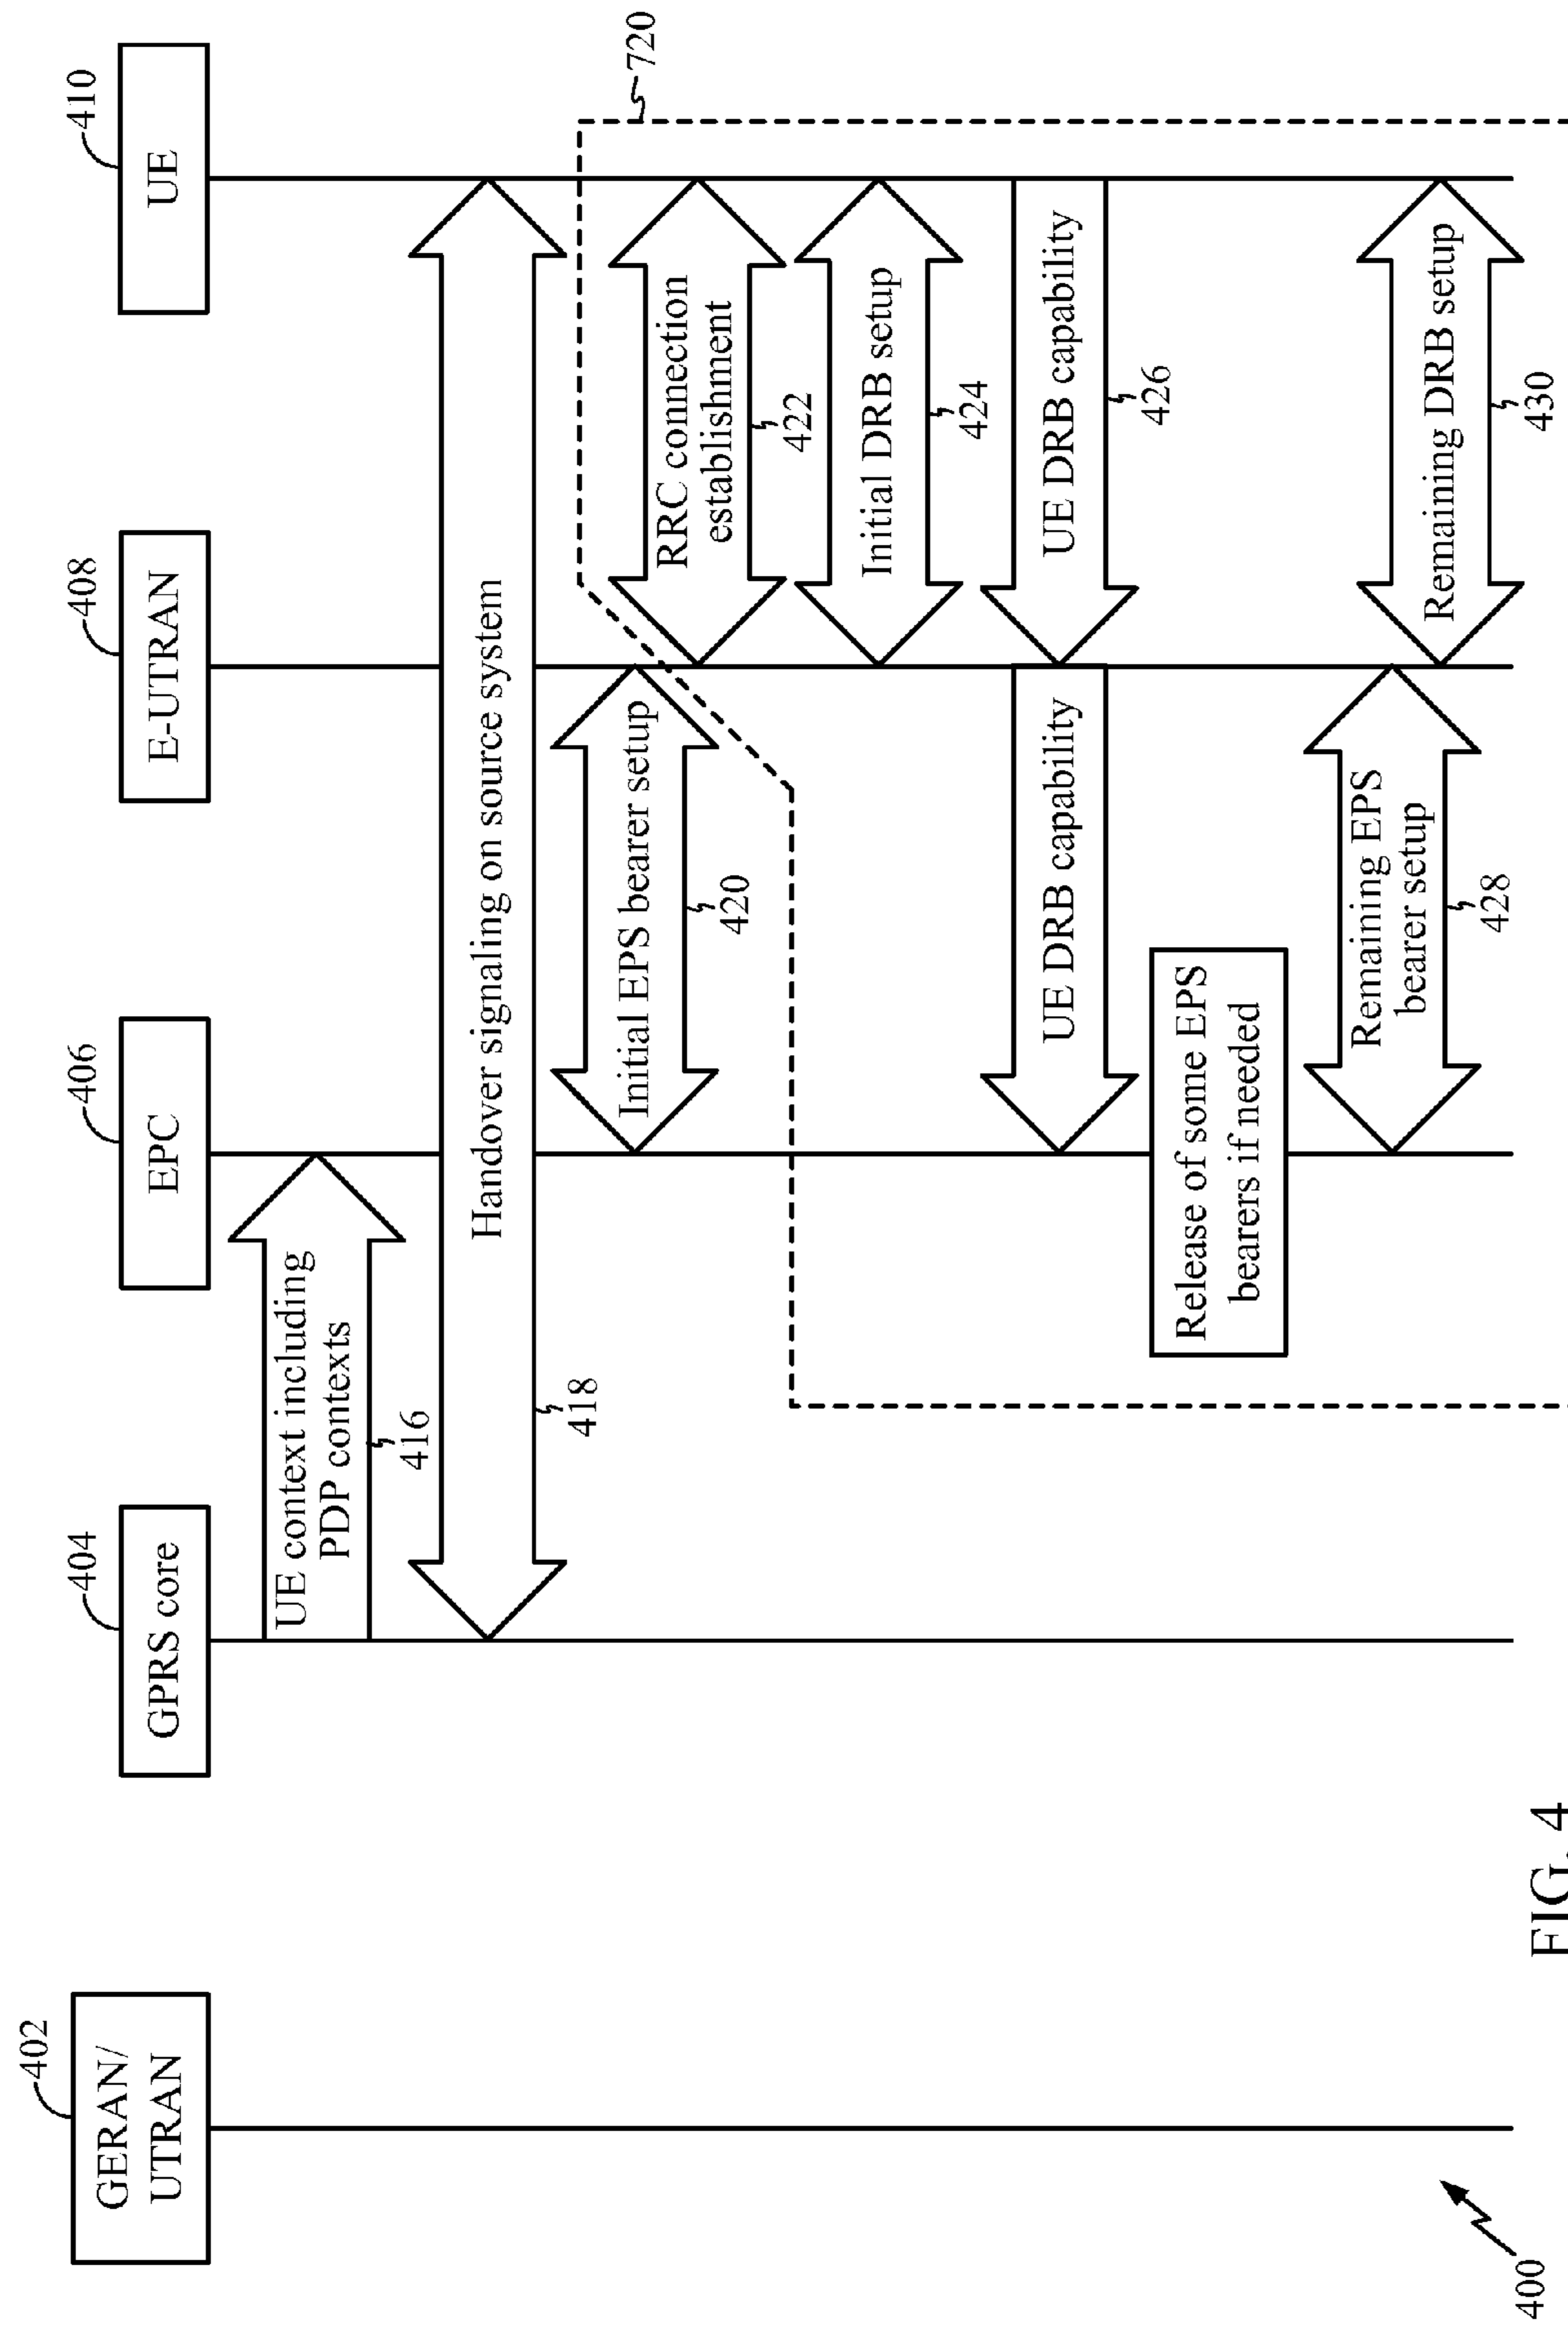 402
GERAN/
UTRAN
404
GPRS core
406
EPC
408
E-UTRAN
410
UE
UE context including
PDP contexts
416
Handover signaling on source system
418
720
Initial EPS bearer setup
420
RRC connection
establishment
422
Initial DRB setup
424
UE DRB capability
UE DRB capability
426
Release of some EPS
bearers if needed
Remaining EPS
bearer setup
428
Remaining DRB setup
430
400
FIG. 4